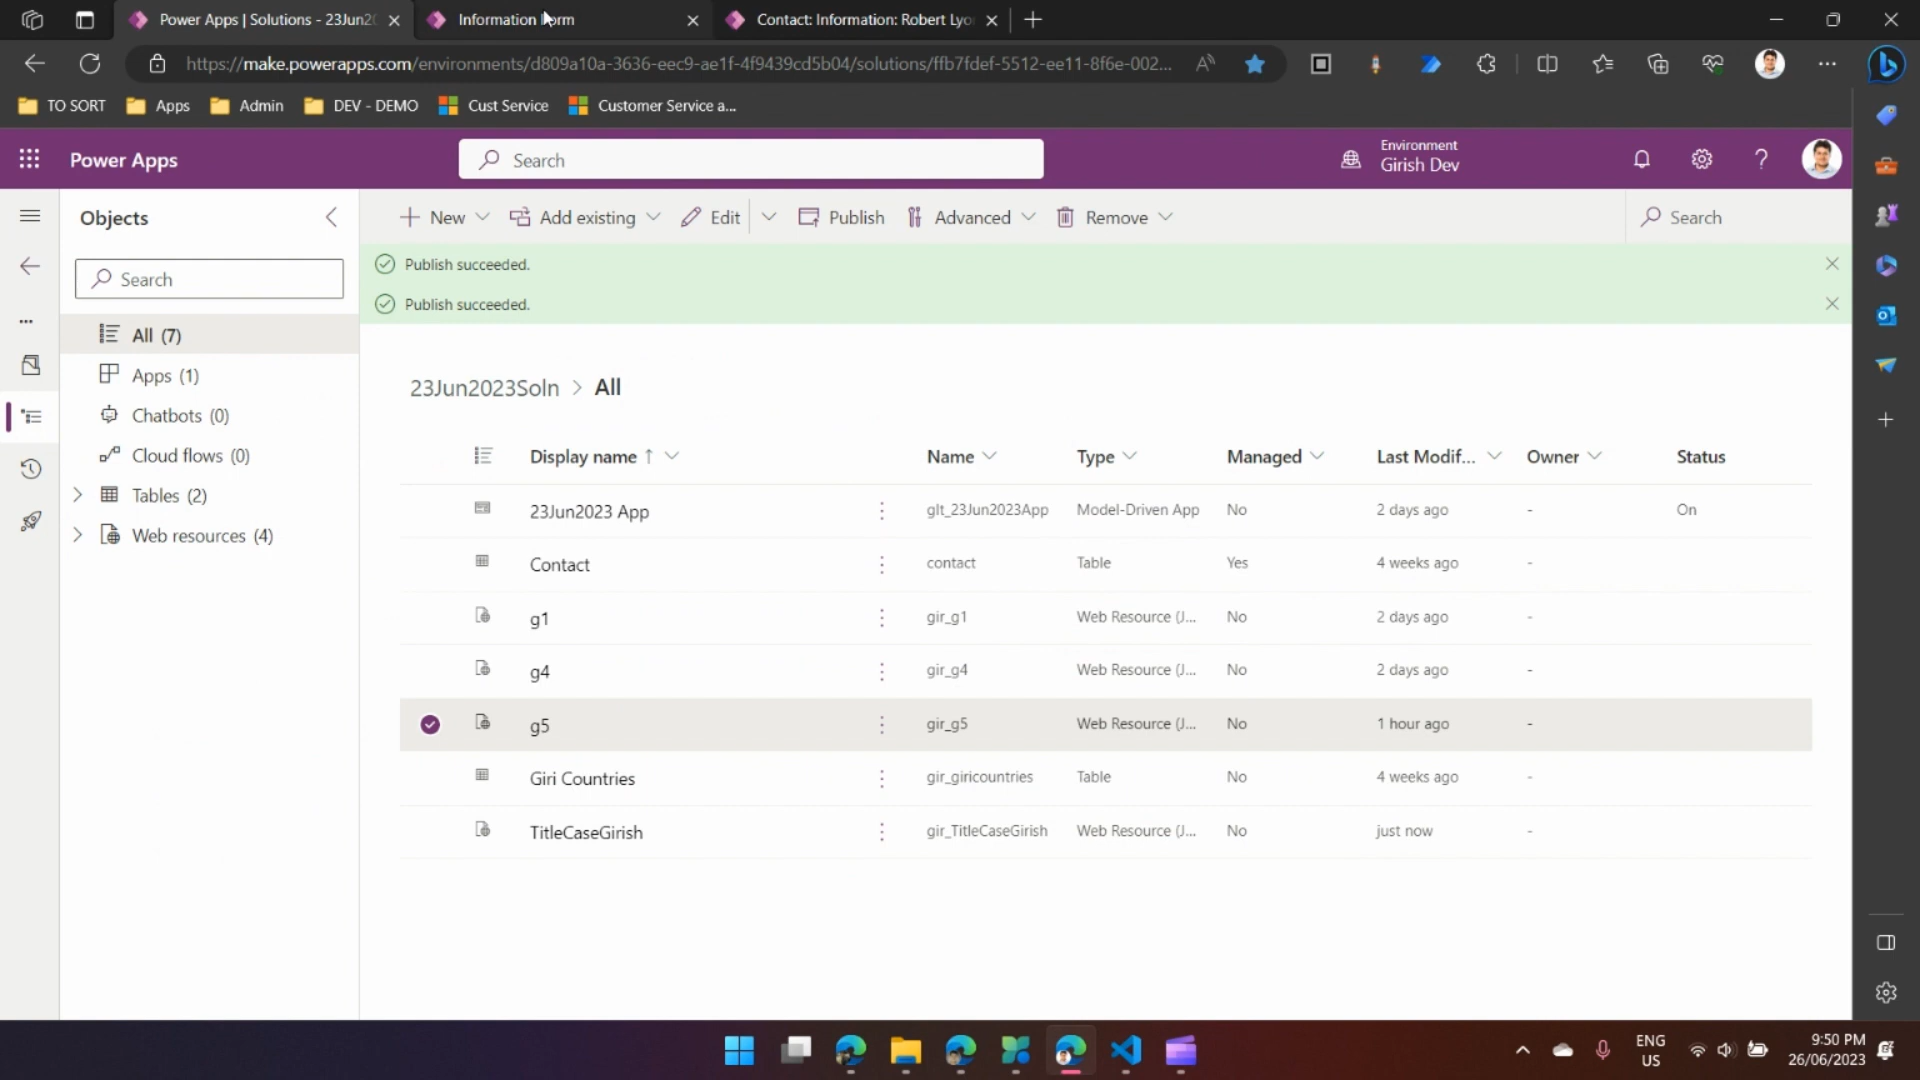 Power Apps | Solutions - 23Jun20
Information Form
Contact: Information: Robert Lyo
https://make.powerapps.com/environments/d809a10a-3636-eec9-ae1f-4f9439cd5b04/solutions/ffb7fdef-5512-ee11-8f6e-002...
TO SORT
Apps
Admin
DEV - DEMO
Cust Service
Customer Service a...
Power Apps
Search
Environment
Girish Dev
Objects
New
Add existing
Edit
Publish
Advanced
Remove
Search
Search
Publish succeeded.
Publish succeeded.
All (7)
Apps (1)
Chatbots (0)
Cloud flows (0)
Tables (2)
Web resources (4)
23Jun2023Soln > All
Display name ↑ Name Type Managed Last Modif... Owner Status
23Jun2023 App glt_23Jun2023App Model-Driven App No 2 days ago - On
Contact contact Table Yes 4 weeks ago -
g1 gir_g1 Web Resource (J... No 2 days ago -
g4 gir_g4 Web Resource (J... No 2 days ago -
g5 gir_g5 Web Resource (J... No 1 hour ago -
Giri Countries gir_giricountries Table No 4 weeks ago -
TitleCaseGirish gir_TitleCaseGirish Web Resource (J... No just now -
ENG
US
9:50 PM
26/06/2023